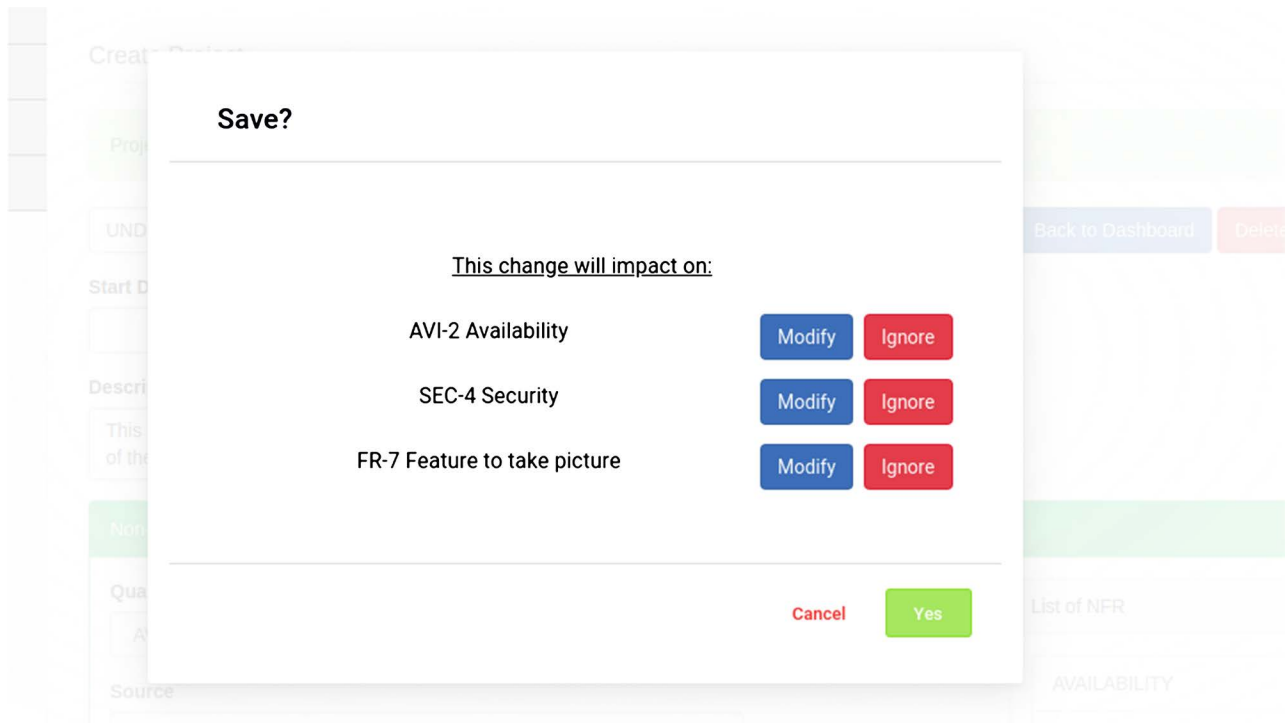 Save?
This change will impact on:
AVI-2 Availability Modify Ignore
SEC-4 Security Modify Ignore
FR-7 Feature to take picture Modify Ignore
Cancel Yes
Back to Dashboard Delete
Start
This
of the
List of NFR
Source
AVAILABILITY